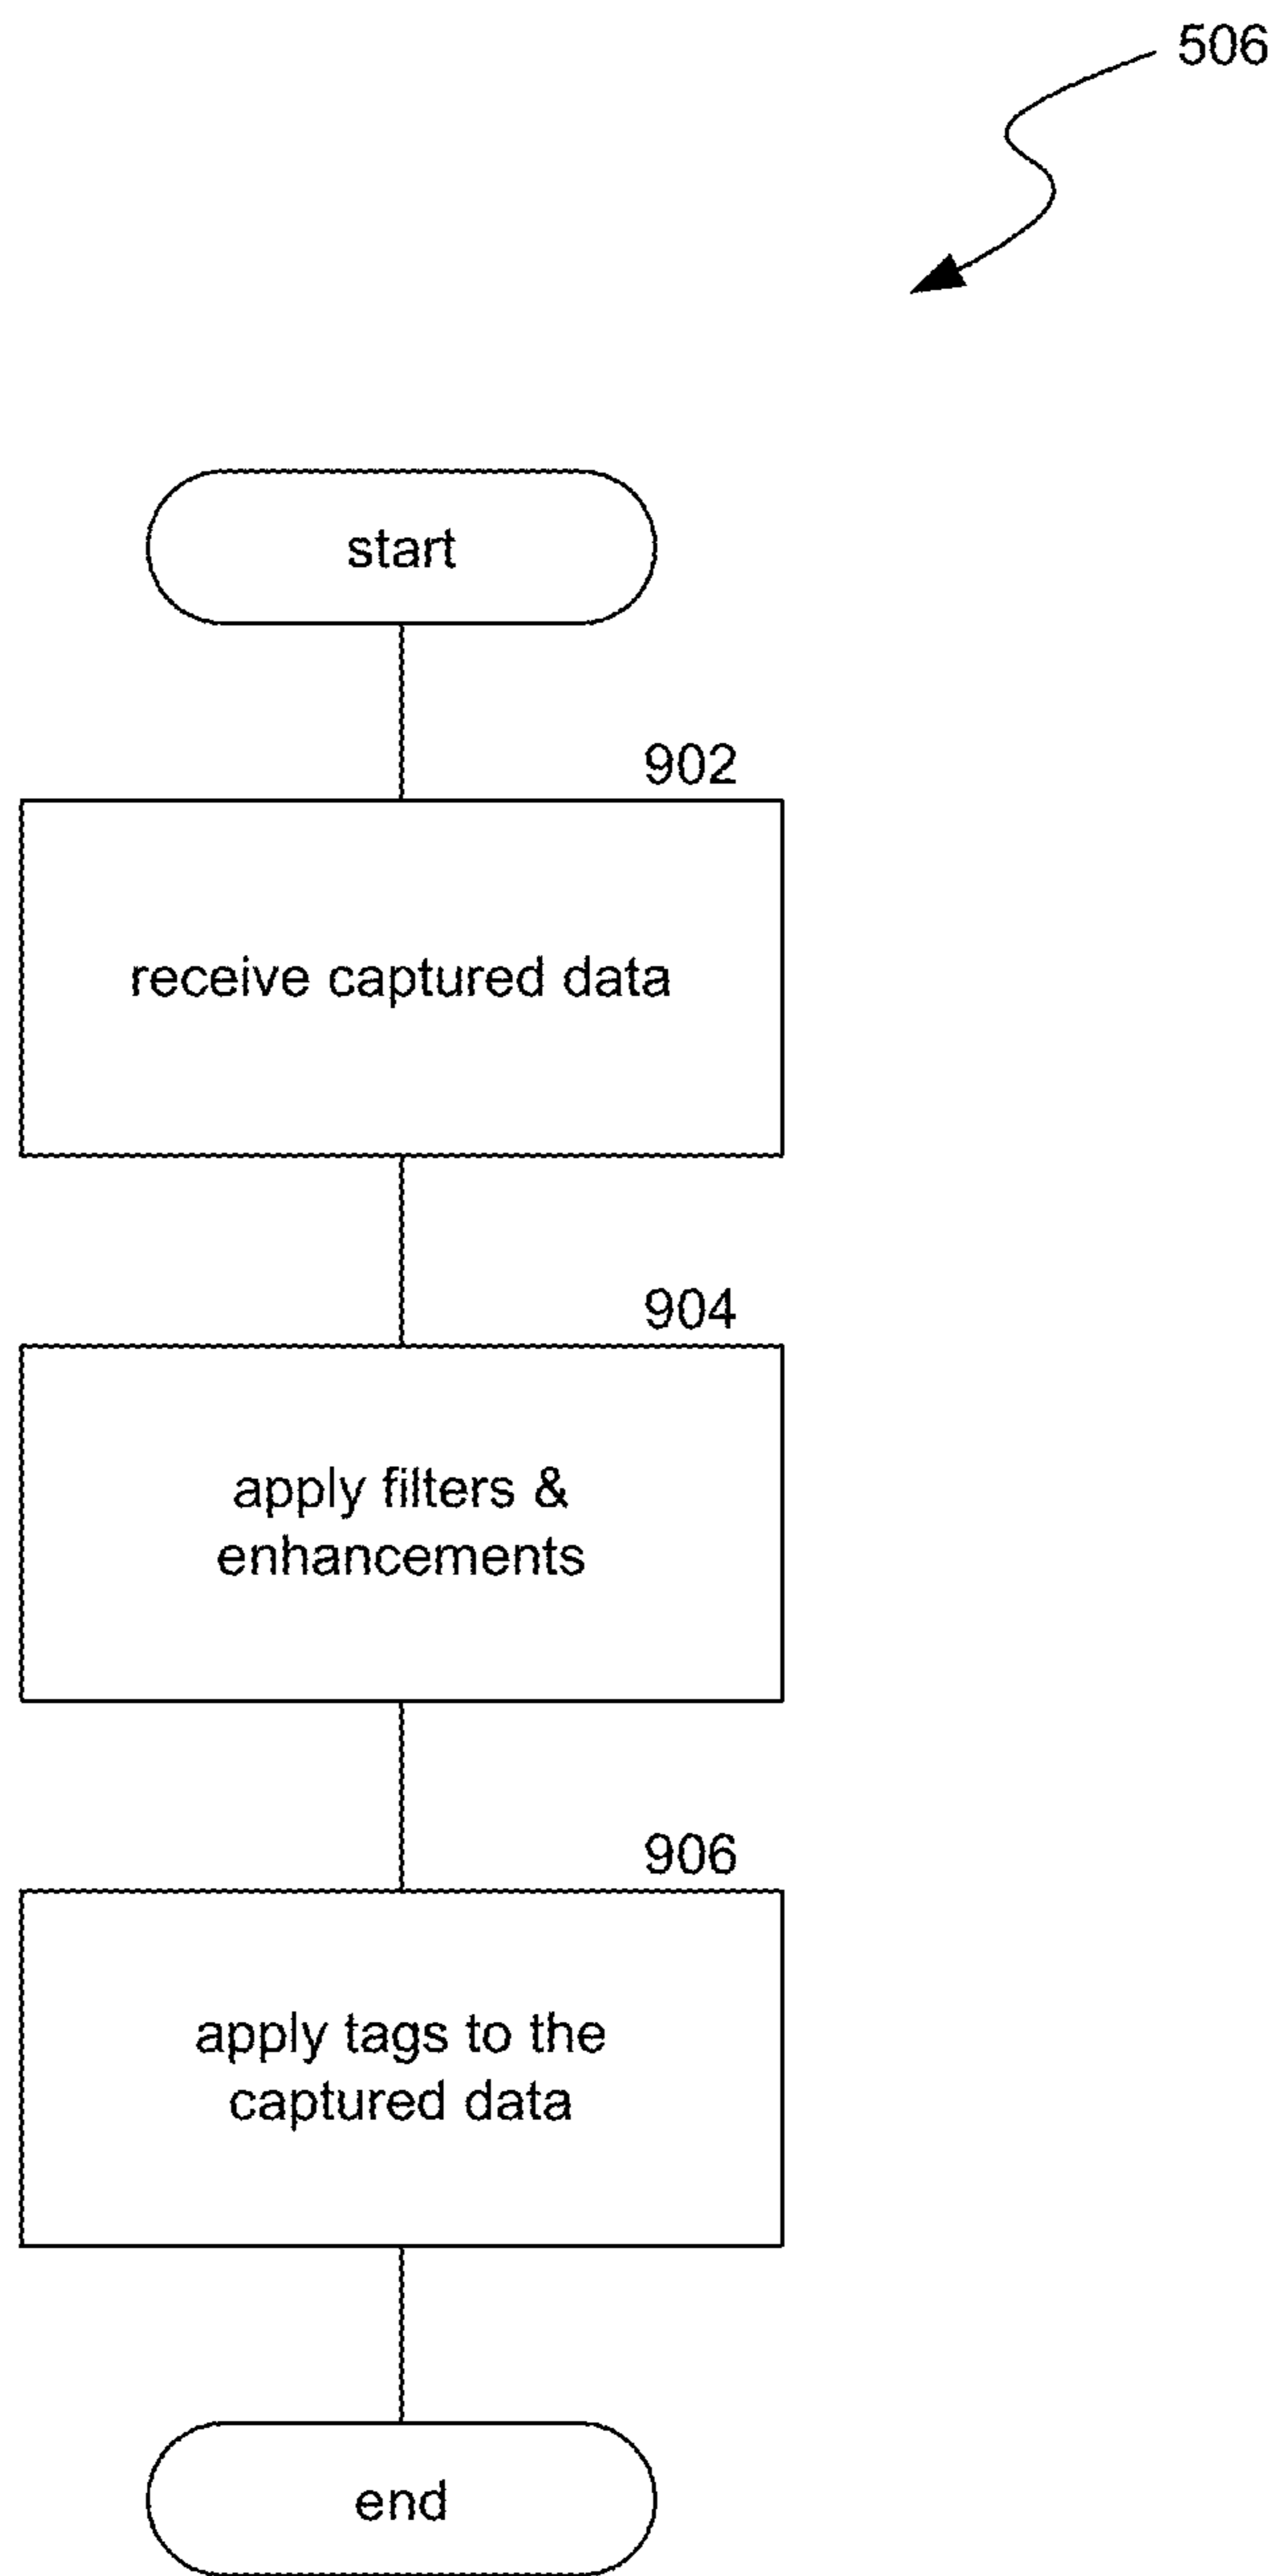 506
start
902
receive captured data
904
apply filters &
enhancements
906
apply tags to the
captured data
end